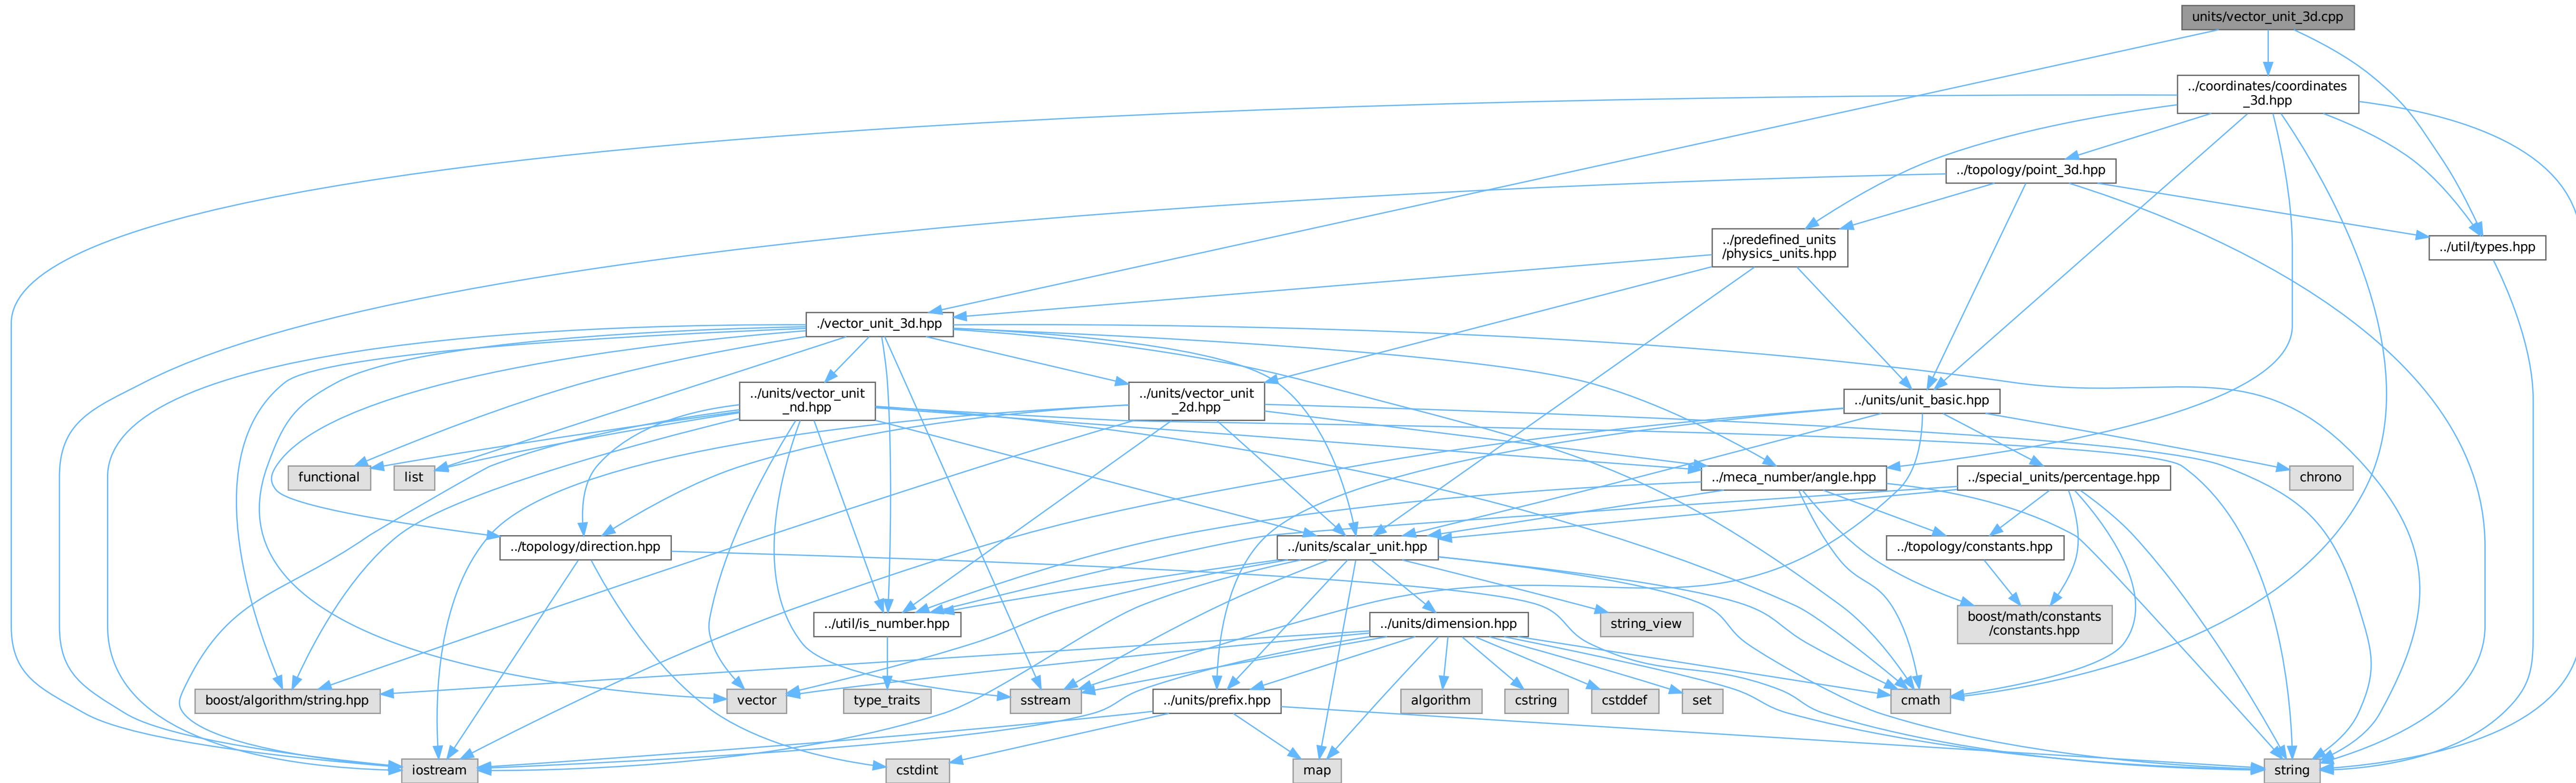 units/vector_unit_3d.cpp
../coordinates/coordinates
_3d.hpp
../topology/point_3d.hpp
../predefined_units
/physics_units.hpp
../util/types.hpp
./vector_unit_3d.hpp
../units/vector_unit
_nd.hpp
../units/vector_unit
_2d.hpp
../units/unit_basic.hpp
functional
list
../meca_number/angle.hpp
../special_units/percentage.hpp
chrono
../topology/direction.hpp
../units/scalar_unit.hpp
../topology/constants.hpp
../util/is_number.hpp
../units/dimension.hpp
string_view
boost/math/constants
/constants.hpp
boost/algorithm/string.hpp
vector
type_traits
sstream
../units/prefix.hpp
algorithm
cstring
cstddef
set
cmath
iostream
cstdint
map
string